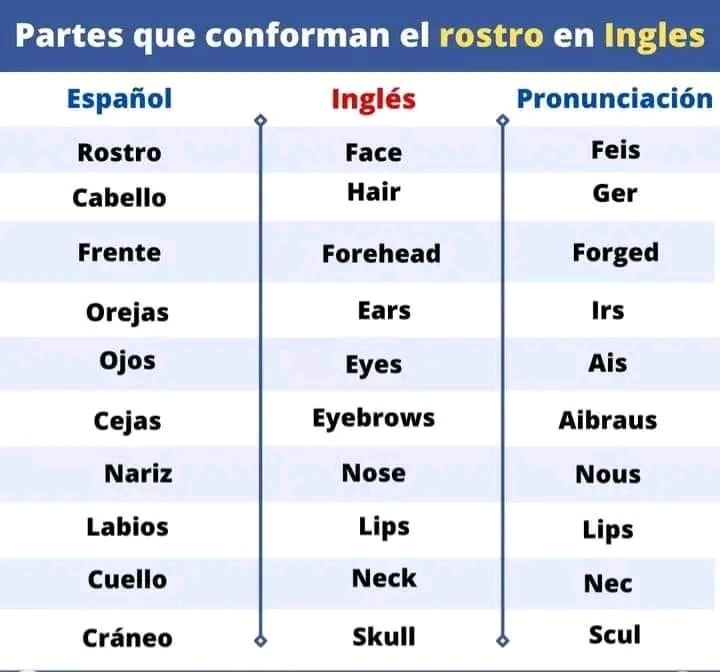 Partes que conforman el rostro en Ingles
Español Inglés Pronunciación
Rostro Face Feis
Cabello Hair Ger
Frente Forehead Forged
Orejas Ears Irs
Ojos Eyes Ais
Cejas Eyebrows Aibraus
Nariz Nose Nous
Labios Lips Lips
Cuello Neck Nec
Cráneo Skull Scul